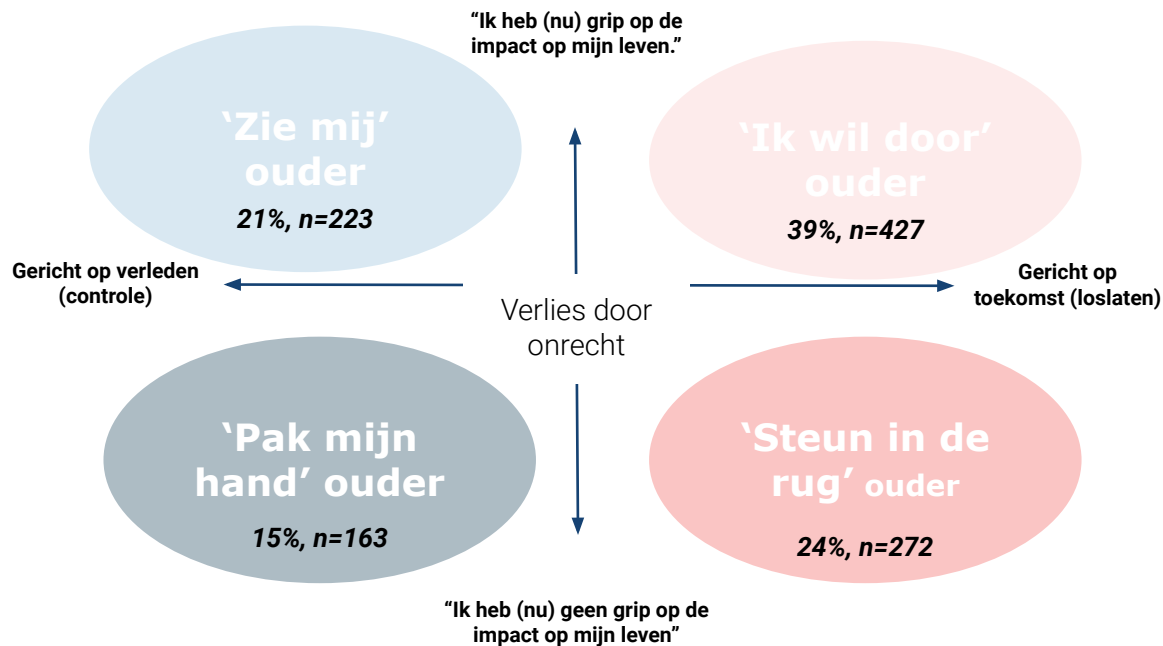 “Ik heb (nu) grip op de
impact op mijn leven.”
‘Zie mij’
ouder
21%, n=223
‘Ik wil door’
ouder
39%, n=427
Gericht op verleden
(controle)
Gericht op
toekomst (loslaten)
Verlies door
onrecht
‘Pak mijn
hand’ ouder
15%, n=163
‘Steun in de
rug’ ouder
24%, n=272
“Ik heb (nu) geen grip op de
impact op mijn leven”